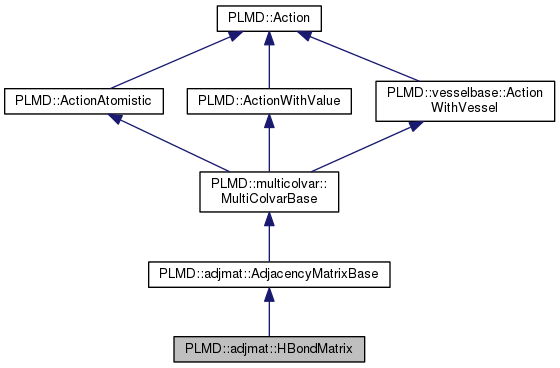 PLMD::Action
PLMD::ActionAtomistic
PLMD::ActionWithValue
PLMD::vesselbase::Action
WithVessel
PLMD::multicolvar::
MultiColvarBase
PLMD::adjmat::AdjacencyMatrixBase
PLMD::adjmat::HBondMatrix